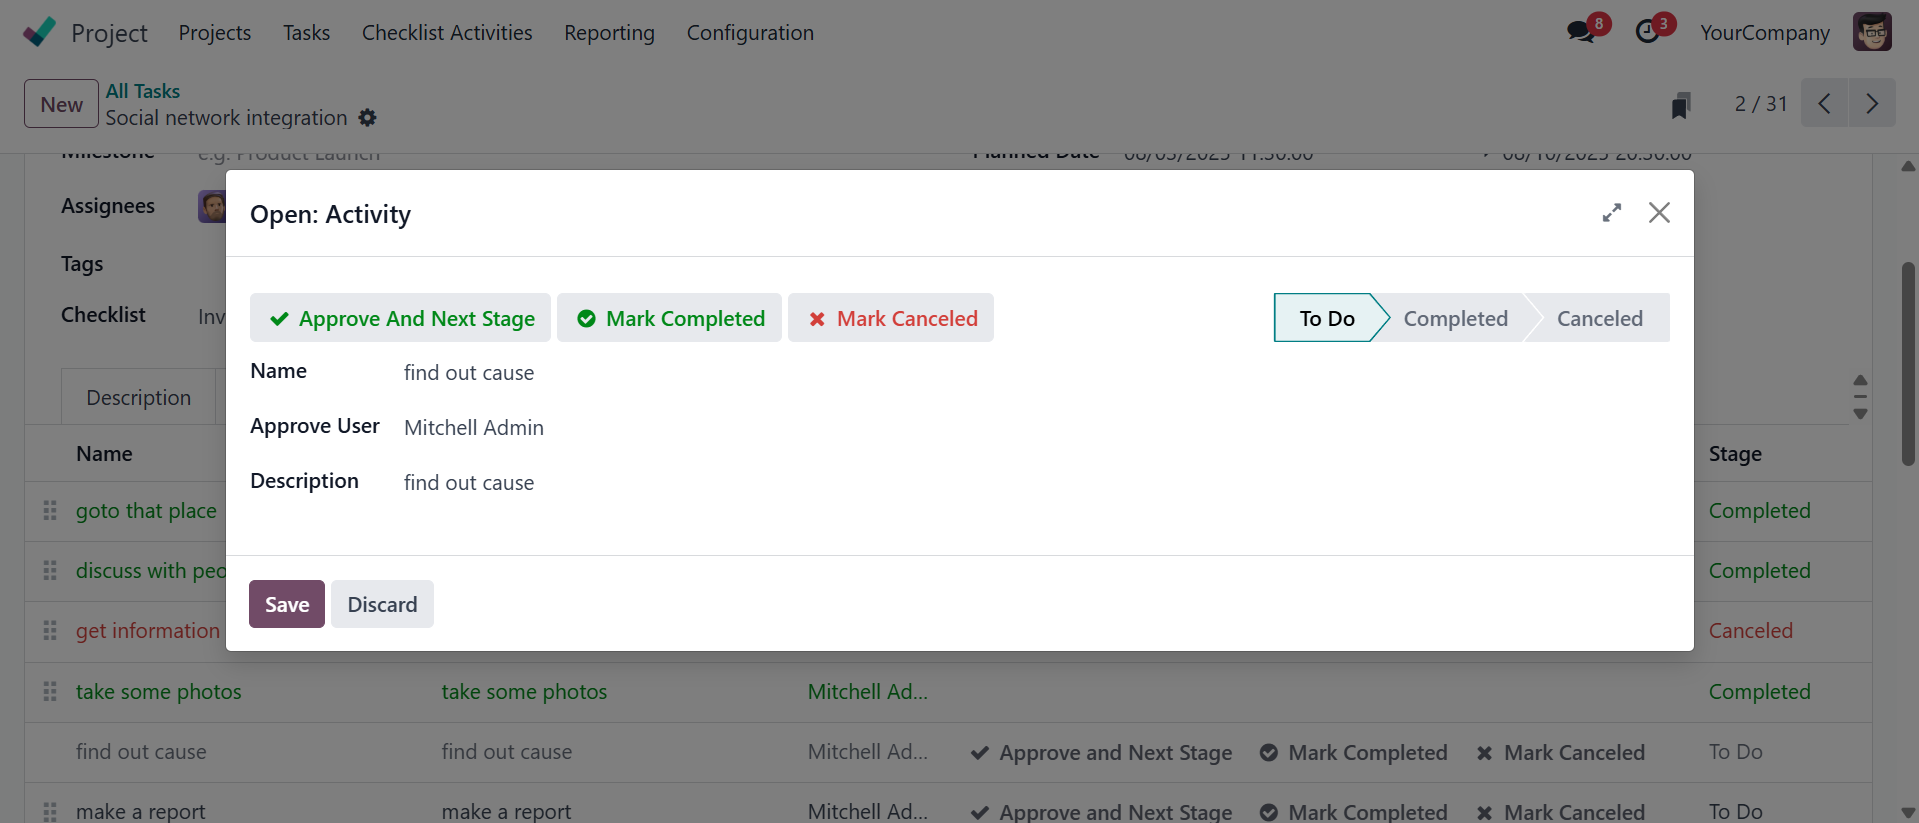 Project Projects Tasks Checklist Activities Reporting Configuration 8 3 YourCompany
New All Tasks
Social network integration 2 / 31
Milestone e.g. Product Launch Planned Date
Assignees
Tags
Checklist Inv
Open: Activity
Approve And Next Stage Mark Completed Mark Canceled To Do Completed Canceled
Name find out cause
Approve User Mitchell Admin
Description find out cause
Save Discard
Description
Name Stage
goto that place Completed
discuss with peo Completed
get information Canceled
take some photos take some photos Mitchell Ad... Completed
find out cause find out cause Mitchell Ad... Approve and Next Stage Mark Completed Mark Canceled To Do
make a report make a report Mitchell Ad... Approve and Next Stage Mark Completed Mark Canceled To Do